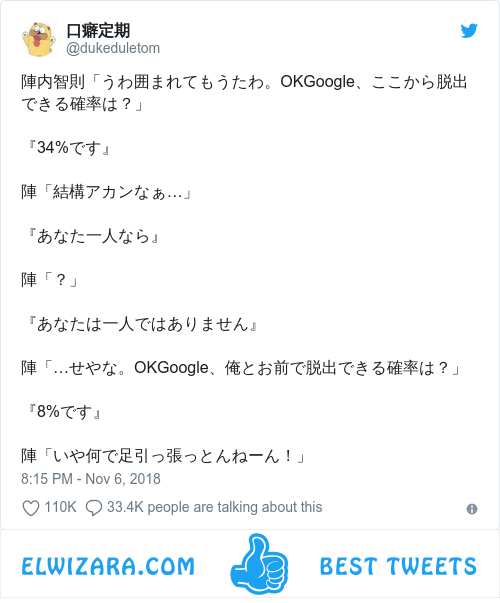 口癖定期
@dukeduletom
陣内智則「うわ囲まれてもうたわ。OKGoogle、ここから脱出
できる確率は？」
『34%です』
陣「結構アカンなぁ…」
『あなた一人なら』
陣「？」
『あなたは一人ではありません』
陣「…せやな。OKGoogle、俺とお前で脱出できる確率は？」
『8%です』
陣「いや何で足引っ張っとんねーん！」
8:15 PM - Nov 6, 2018
110K 33.4K people are talking about this
ELWIZARA.COM BEST TWEETS